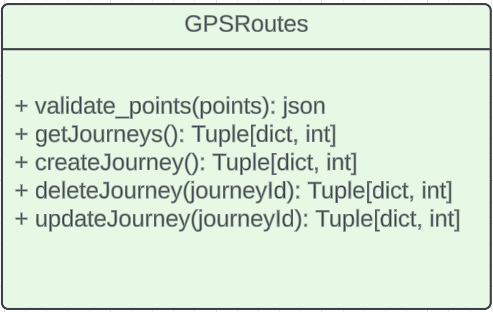 GPSRoutes
+ validate_points(points): json
+ getJourneys(): Tuple[dict, int]
+ createJourney(): Tuple[dict, int]
+ deleteJourney(journeyId): Tuple[dict, int]
+ updateJourney(journeyId): Tuple[dict, int]